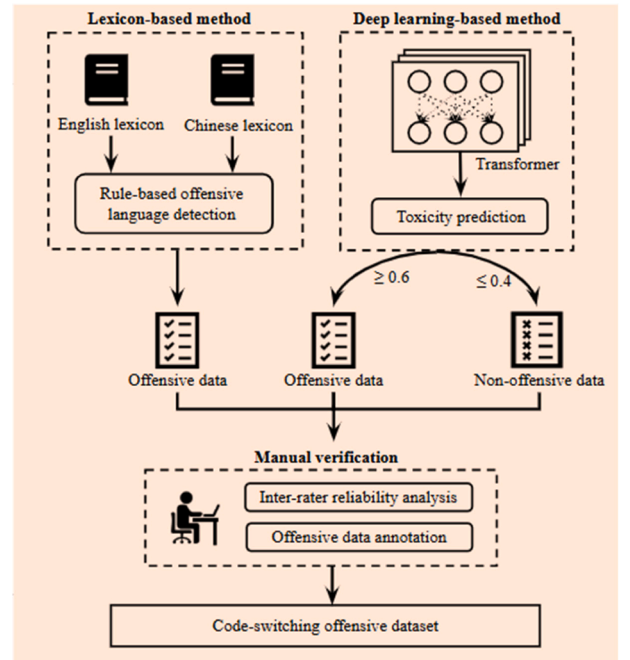 Lexicon-based method
Deep learning-based method
English lexicon
Chinese lexicon
Rule-based offensive
language detection
Transformer
Toxicity prediction
≥ 0.6
≤ 0.4
Offensive data
Offensive data
Non-offensive data
Manual verification
Inter-rater reliability analysis
Offensive data annotation
Code-switching offensive dataset